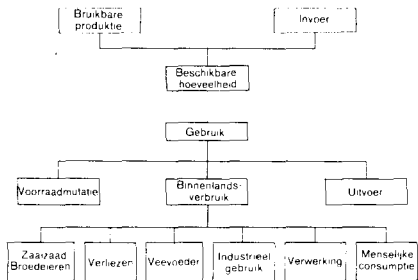 Bruikbare
produktie
Invoer
Beschikbare
hoeveelheid
Gebruik
Voorraadmutatie
Binnenlands-
verbruik
Uitvoer
Zaaizaad
Broedeieren
Verliezen
Veevoeder
Industrieel
gebruik
Verwerking
Menselijke
consumptie